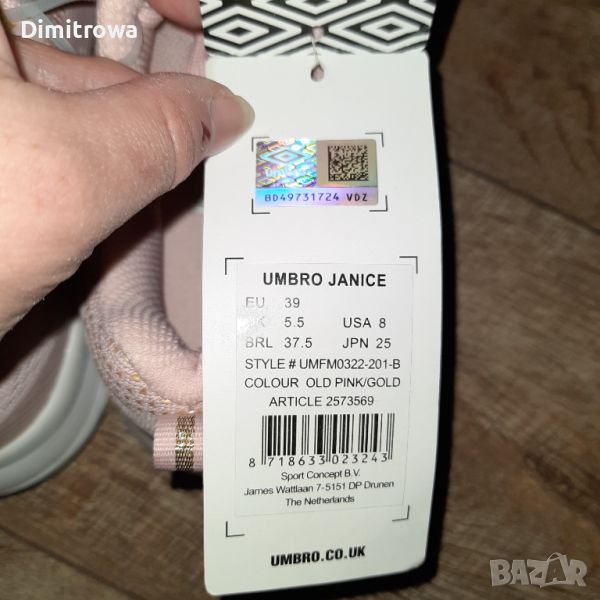 Dimitrowa
BD49731724 VDZ
UMBRO JANICE
EU 39
5.5 USA 8
BRL 37.5 JPN 25
STYLE # UMFM0322-201-B
COLOUR OLD PINK/GOLD
ARTICLE 2573569
8 718633 023243
Sport Concept B.V.
James Wattlaan 7-5151 DP Drunen
The Netherlands
UMBRO.CO.UK
BAZAR